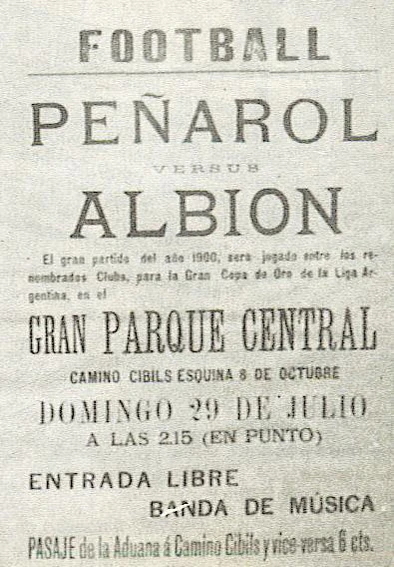 FOOTBALL
PEÑAROL
VERSUS
ALBION
El gran partido del año 1900, será jugado entre los re-
nombrados Clubs, para la Gran Copa de Oro de la Liga Ar-
gentina, en el
GRAN PARQUE CENTRAL
CAMINO CIBILS ESQUINA 8 DE OCTUBRE
DOMINGO 29 DE JULIO
A LAS 2.15 (EN PUNTO)
ENTRADA LIBRE
BANDA DE MÚSICA
PASAJE de la Aduana á Camino Cibils y vice-versa 6 cts.